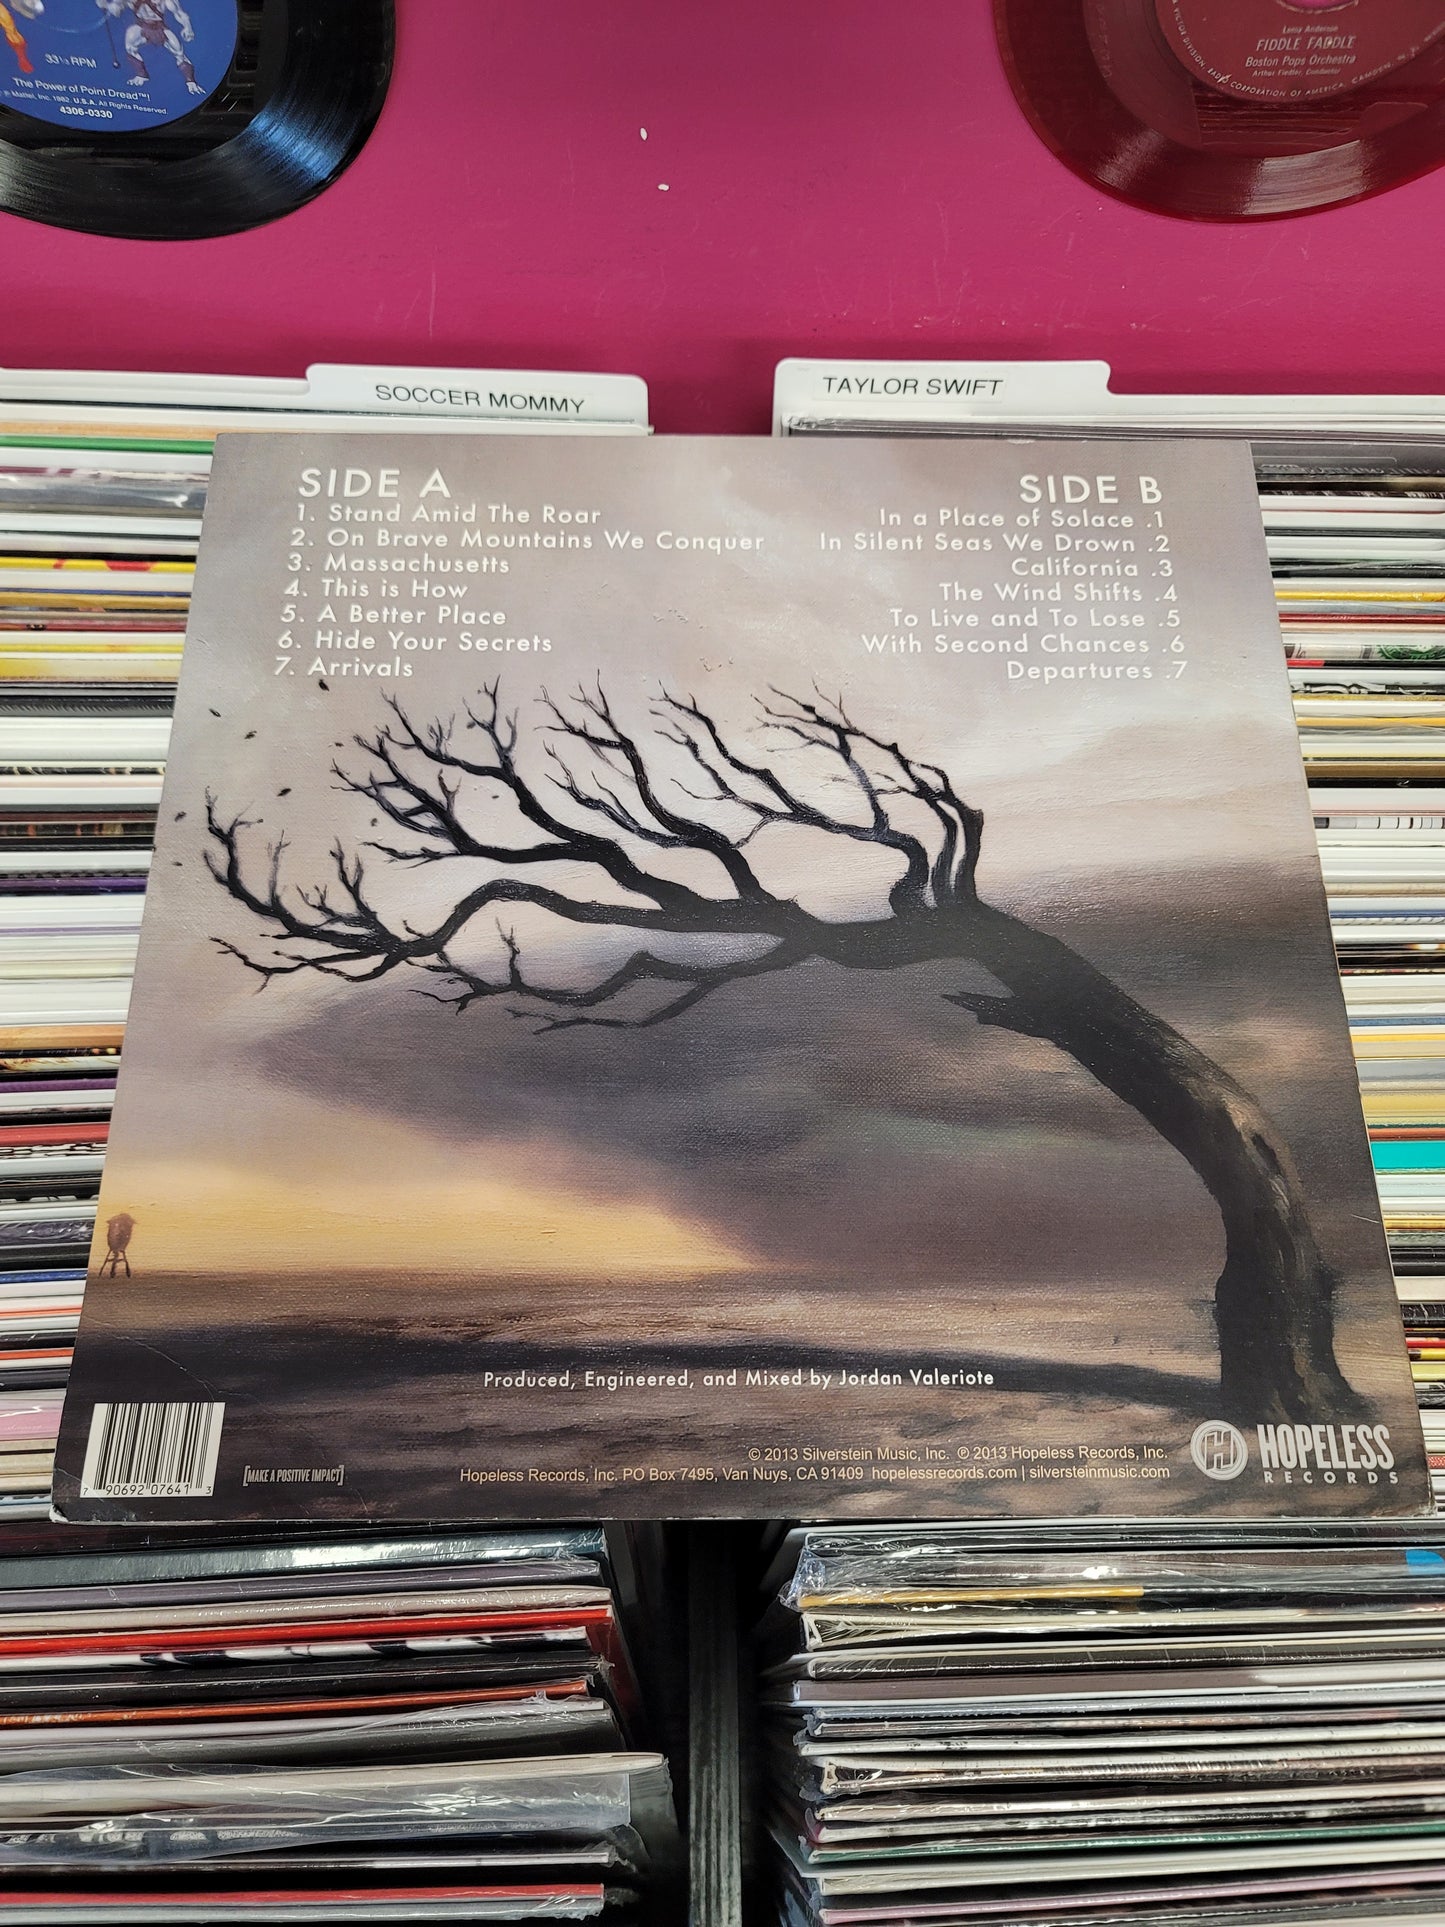 33⅓ RPM
The Power of Point Dread™!
℗ Mattel, Inc. 1982. U.S.A. All Rights Reserved.
4306-0330
Leroy Anderson
FIDDLE FADDLE
Boston Pops Orchestra
Arthur Fiedler, Conductor
RADIO CORPORATION OF AMERICA, CAMDEN, N. J.
SOCCER MOMMY
TAYLOR SWIFT
SIDE A
1. Stand Amid The Roar
2. On Brave Mountains We Conquer
3. Massachusetts
4. This is How
5. A Better Place
6. Hide Your Secrets
7. Arrivals
SIDE B
In a Place of Solace .1
In Silent Seas We Drown .2
California .3
The Wind Shifts .4
To Live and To Lose .5
With Second Chances .6
Departures .7
Produced, Engineered, and Mixed by Jordan Valeriote
7 90692 07641 3
[MAKE A POSITIVE IMPACT]
© 2013 Silverstein Music, Inc. ℗ 2013 Hopeless Records, Inc.
Hopeless Records, Inc. PO Box 7495, Van Nuys, CA 91409 hopelessrecords.com | silversteinmusic.com
H
HOPELESS
RECORDS